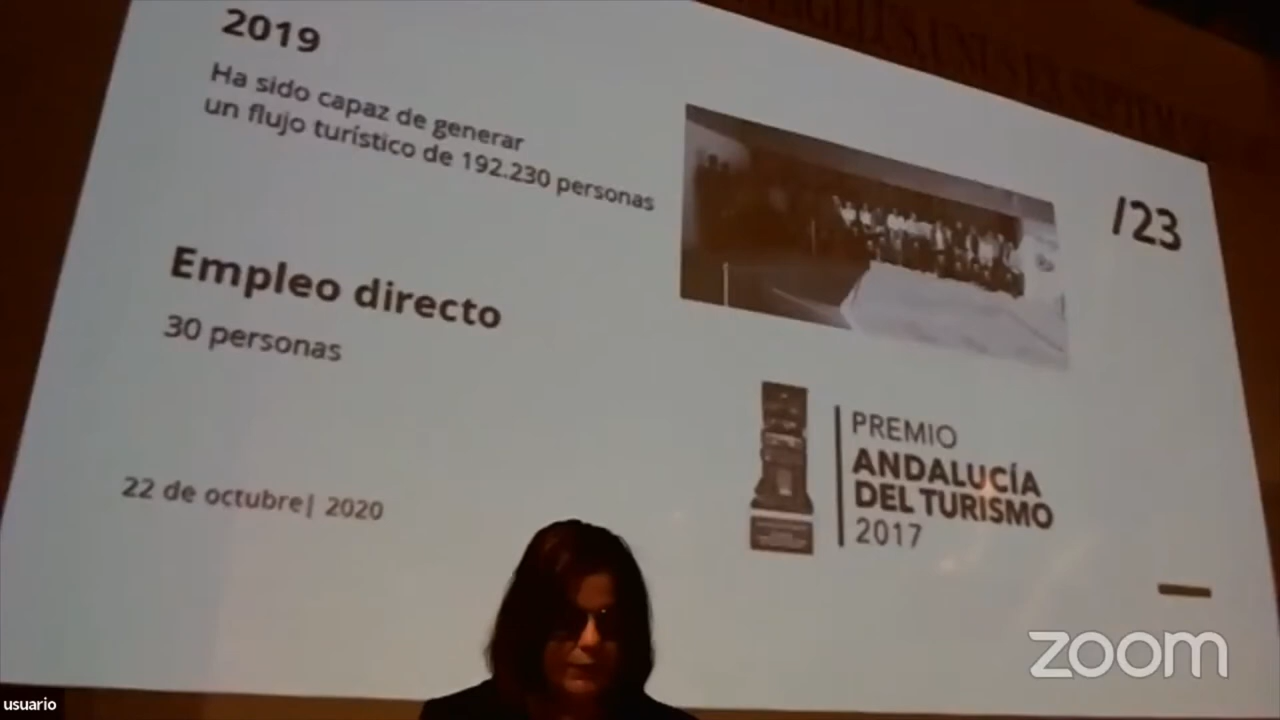 2019
Ha sido capaz de generar
un flujo turístico de 192.230 personas
/23
Empleo directo
30 personas
PREMIO
ANDALUCÍA
DEL TURISMO
2017
22 de octubre| 2020
zoom
usuario